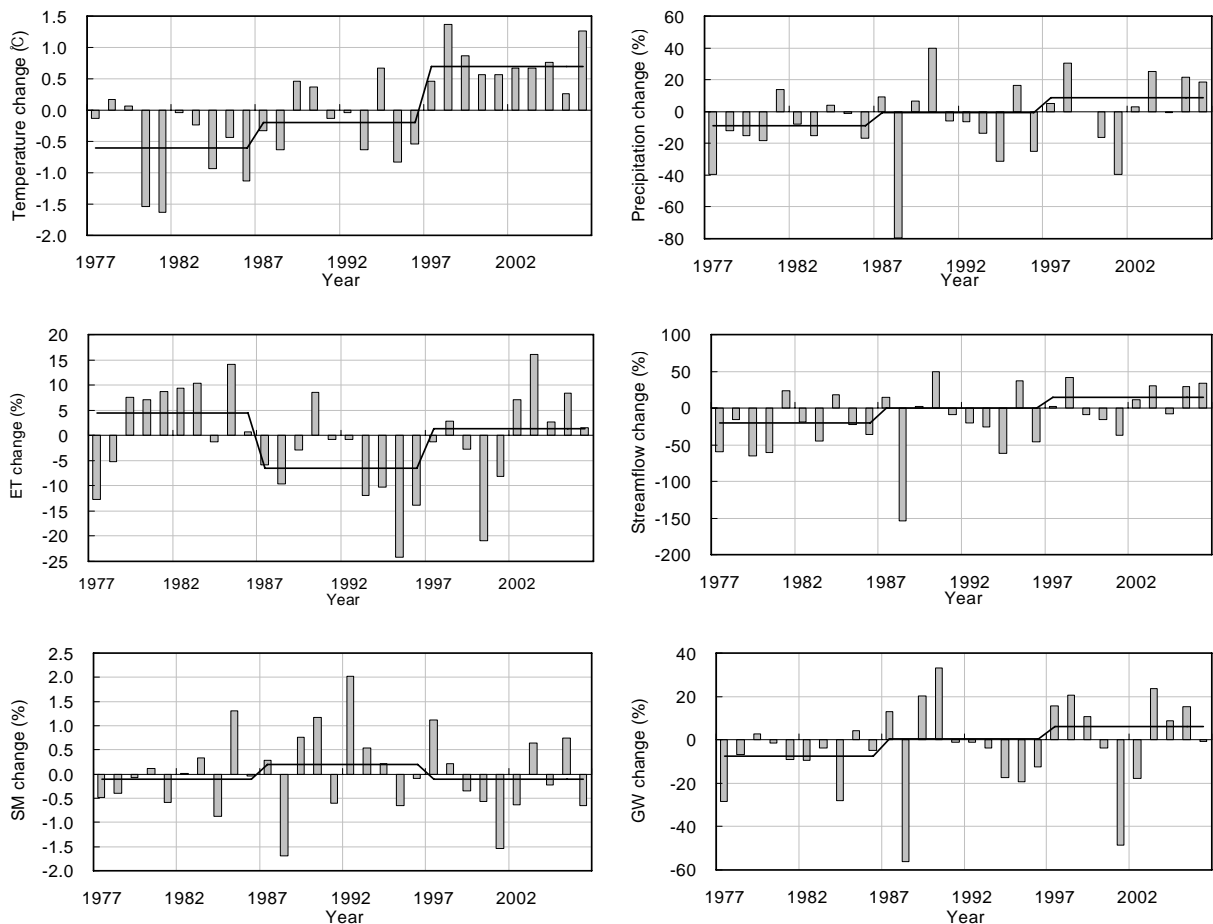 Temperature change (℃)
1.5
1.0
0.5
0.0
-0.5
-1.0
-1.5
-2.0
1977 1982 1987 1992 1997 2002
Year
Precipitation change (%)
60
40
20
0
-20
-40
-60
-80
1977 1982 1987 1992 1997 2002
Year
ET change (%)
20
15
10
5
0
-5
-10
-15
-20
-25
1977 1982 1987 1992 1997 2002
Year
Streamflow change (%)
100
50
0
-50
-100
-150
-200
1977 1982 1987 1992 1997 2002
Year
SM change (%)
2.5
2.0
1.5
1.0
0.5
0.0
-0.5
-1.0
-1.5
-2.0
1977 1982 1987 1992 1997 2002
Year
GW change (%)
40
20
0
-20
-40
-60
1977 1982 1987 1992 1997 2002
Year